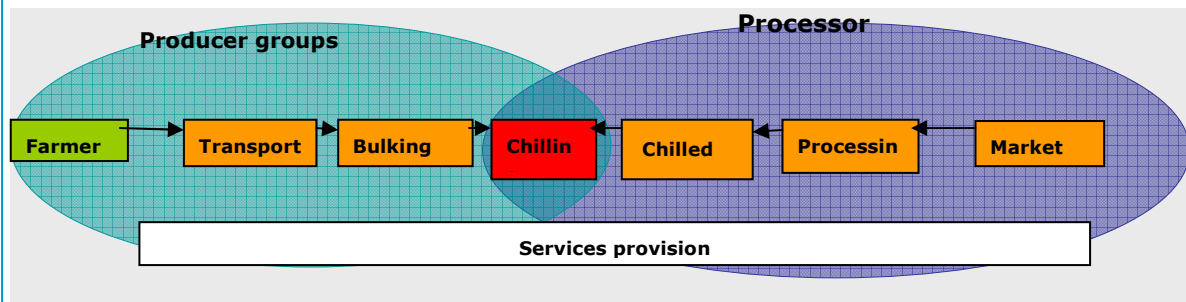 Processor
Producer groups
Farmer
Transport
Bulking
Chillin
Chilled
Processin
Market
Services provision